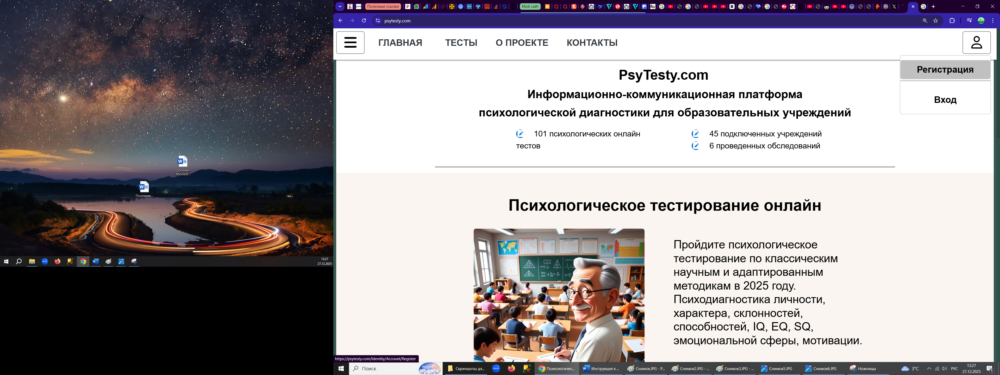 Документ
Microsof...
Псхотреав...
13:27
27.12.2025
Полезные ссылки
Мой сайт
psytesty.com
ГЛАВНАЯ
ТЕСТЫ
О ПРОЕКТЕ
КОНТАКТЫ
Регистрация
Вход
PsyTesty.com
Информационно-коммуникационная платформа
психологической диагностики для образовательных учреждений
101 психологических онлайн
тестов
45 подключенных учреждений
6 проведенных обследований
Психологическое тестирование онлайн
Пройдите психологическое
тестирование по классическим
научным и адаптированным
методикам в 2025 году.
Психодиагностика личности,
характера, склонностей,
способностей, IQ, EQ, SQ,
эмоциональной сферы, мотивации.
https://psytesty.com/Identity/Account/Register
Поиск
Скриншоты дл...
zoom
Психологичес...
Инструкция к ...
Снимок.JPG - P...
Снимок2.JPG - ...
Снимок3.JPG - ...
Снимок5.JPG
Снимок6.JPG
Ножницы
3°C
РУС
13:27
27.12.2025